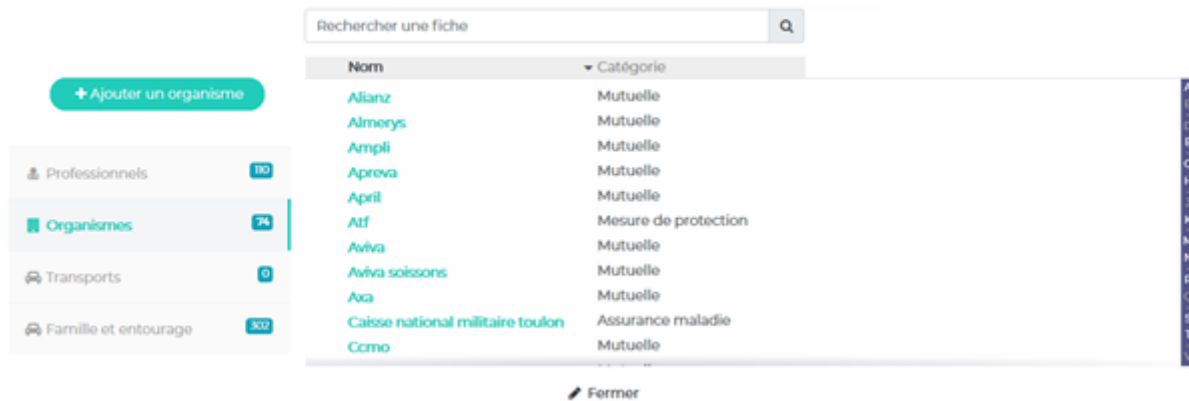 Rechercher une fiche
Nom Catégorie
+ Ajouter un organisme
Alianz Mutuelle
Almerys Mutuelle
Ampli Mutuelle
Professionnels 110
Apreva Mutuelle
April Mutuelle
Organismes 74
Atf Mesure de protection
Aviva Mutuelle
Transports 0
Aviva soissons Mutuelle
Axa Mutuelle
Famille et entourage 302
Caisse national militaire toulon Assurance maladie
Ccmo Mutuelle
Fermer